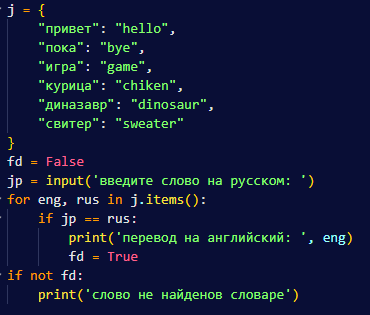 j = {
    "привет": "hello",
    "пока": "bye",
    "игра": "game",
    "курица": "chiken",
    "диназавр": "dinosaur",
    "свитер": "sweater"
}
fd = False
jp = input('введите слово на русском: ')
for eng, rus in j.items():
    if jp == rus:
        print('перевод на английский: ', eng)
        fd = True
if not fd:
    print('слово не найденов словаре')